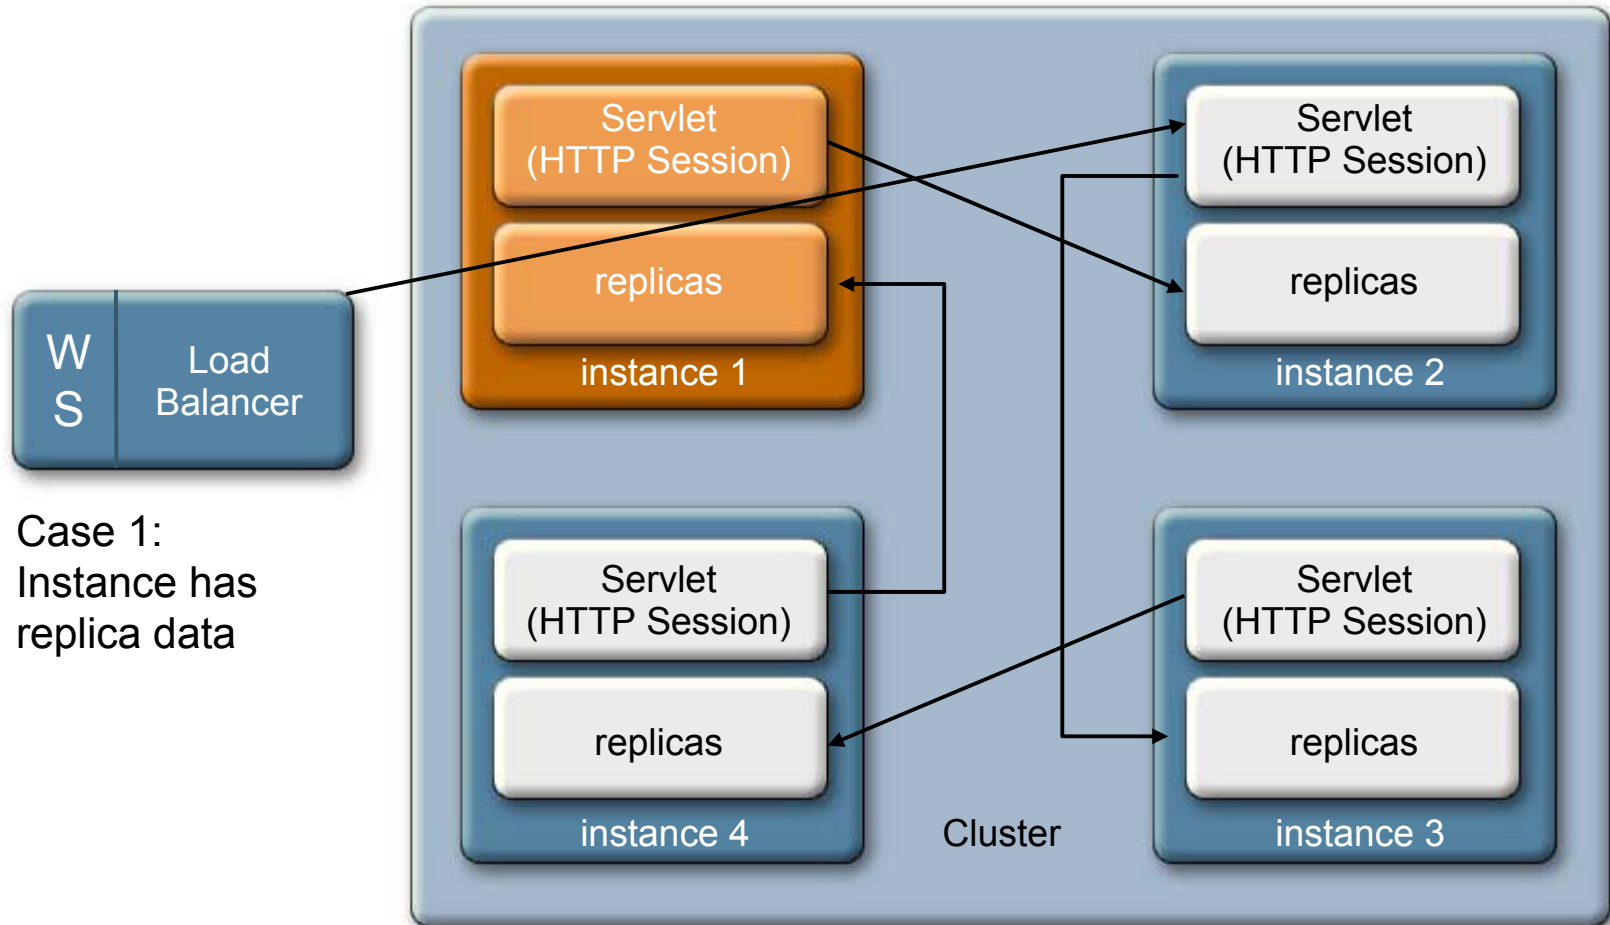 W
S
Load
Balancer
Case 1:
Instance has
replica data
Servlet
(HTTP Session)
replicas
instance 1
Servlet
(HTTP Session)
replicas
instance 2
Servlet
(HTTP Session)
replicas
instance 4
Cluster
Servlet
(HTTP Session)
replicas
instance 3